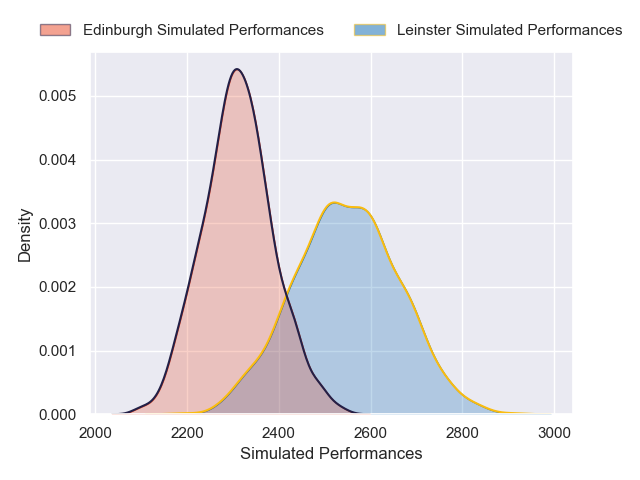 Edinburgh Simulated Performances Leinster Simulated Performances
0.005
0.004
0.003
0.002
0.001
0.000
Density
2000 2200 2400 2600 2800 3000
Simulated Performances